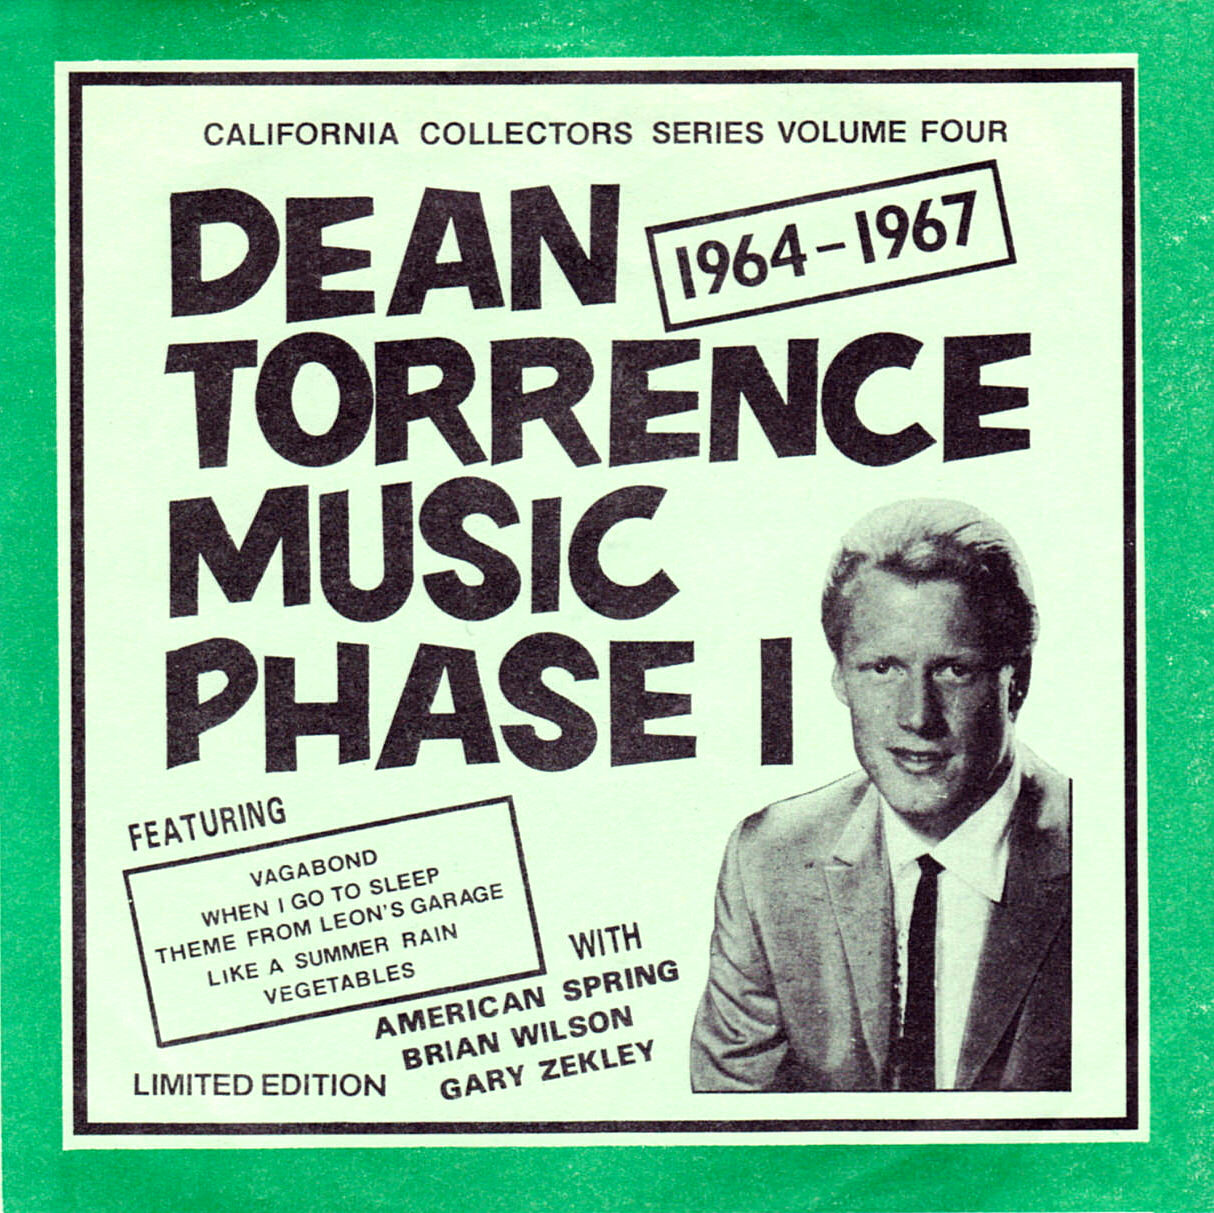 CALIFORNIA COLLECTORS SERIES VOLUME FOUR
DEAN
1964-1967
TORRENCE
MUSIC
PHASE I
FEATURING
VAGABOND
WHEN I GO TO SLEEP
THEME FROM LEON'S GARAGE
LIKE A SUMMER RAIN
VEGETABLES
WITH
AMERICAN SPRING
BRIAN WILSON
GARY ZEKLEY
LIMITED EDITION